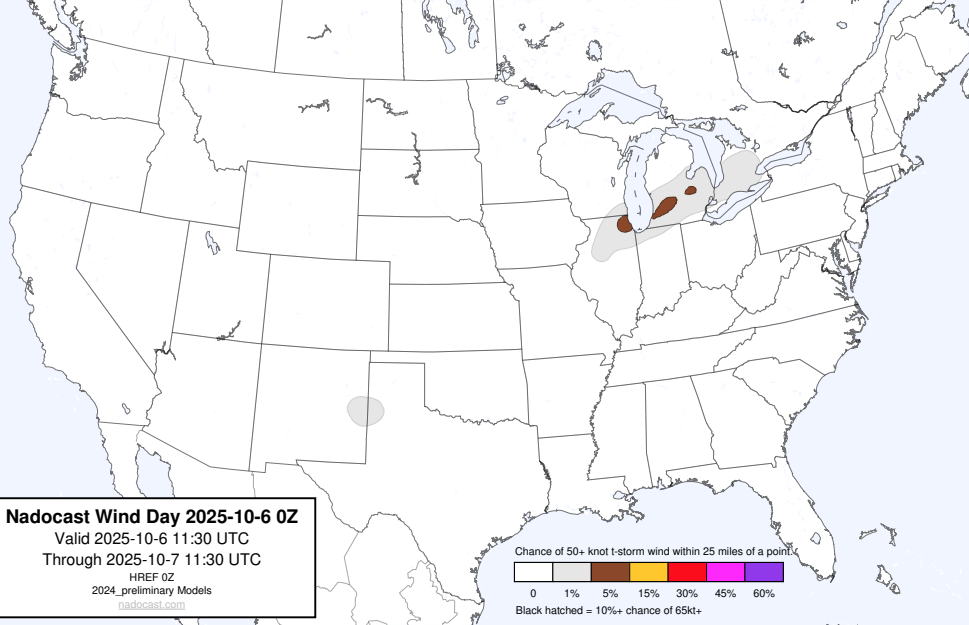 Nadocast Wind Day 2025-10-6 0Z
Valid 2025-10-6 11:30 UTC
Through 2025-10-7 11:30 UTC
HREF 0Z
2024_preliminary Models
nadocast.com
Chance of 50+ knot t-storm wind within 25 miles of a point.
0 1% 5% 15% 30% 45% 60%
Black hatched = 10%+ chance of 65kt+